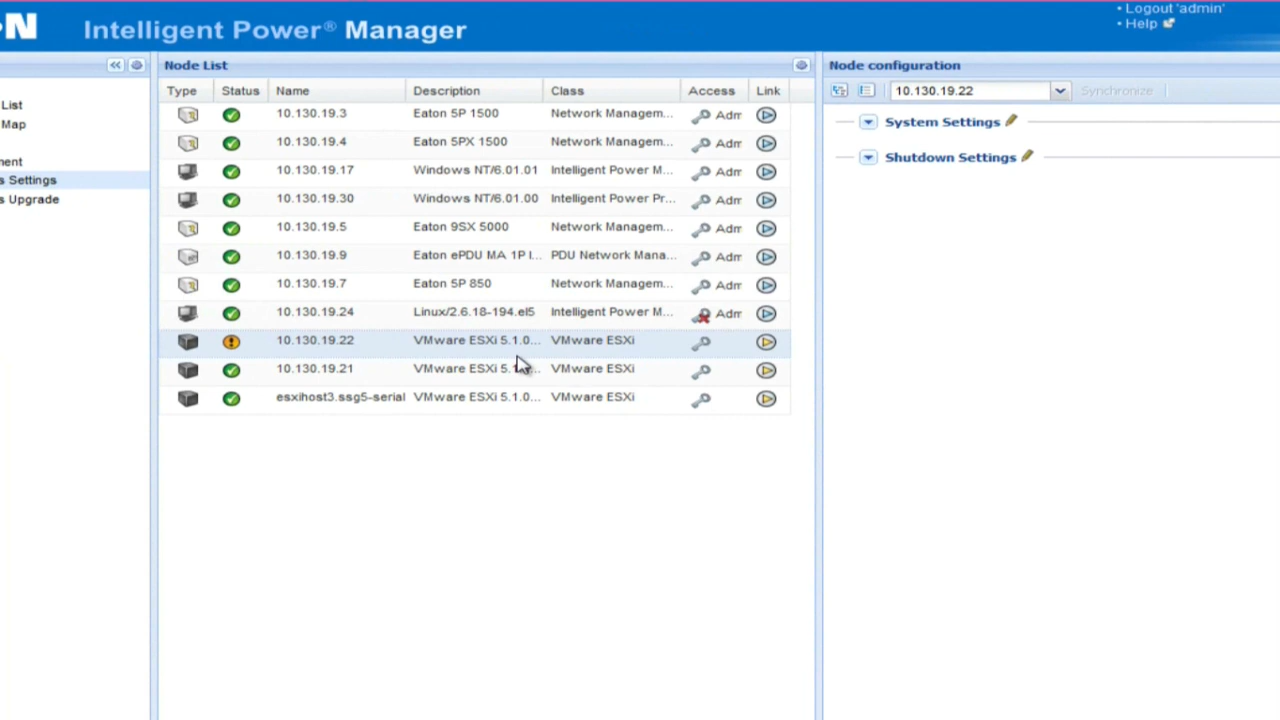 N Intelligent Power® Manager
• Logout 'admin'
• Help
List
Map
ment
s Settings
s Upgrade
Node List
Type Status Name Description Class Access Link
10.130.19.3 Eaton 5P 1500 Network Managem... Adm
10.130.19.4 Eaton 5PX 1500 Network Managem... Adm
10.130.19.17 Windows NT/6.01.01 Intelligent Power M... Adm
10.130.19.30 Windows NT/6.01.00 Intelligent Power Pr... Adm
10.130.19.5 Eaton 9SX 5000 Network Managem... Adm
10.130.19.9 Eaton ePDU MA 1P I... PDU Network Mana... Adm
10.130.19.7 Eaton 5P 850 Network Managem... Adm
10.130.19.24 Linux/2.6.18-194.el5 Intelligent Power M... Adm
10.130.19.22 VMware ESXi 5.1.0... VMware ESXi
10.130.19.21 VMware ESXi 5.1... VMware ESXi
esxihost3.ssg5-serial VMware ESXi 5.1.0... VMware ESXi
Node configuration
10.130.19.22 Synchronize
System Settings
Shutdown Settings